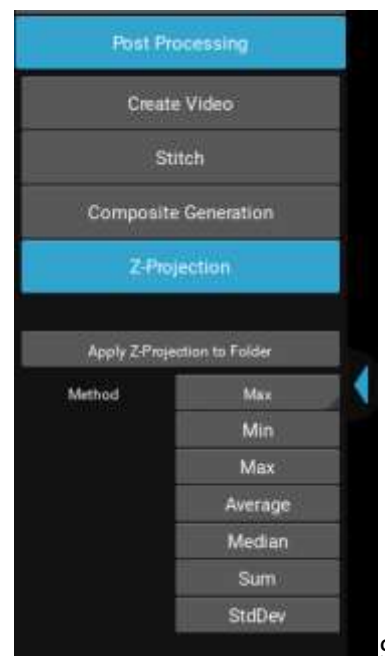 Post Processing
Create Video
Stitch
Composite Generation
Z-Projection
Apply Z-Projection to Folder
Method Max
Min
Max
Average
Median
Sum
StdDev